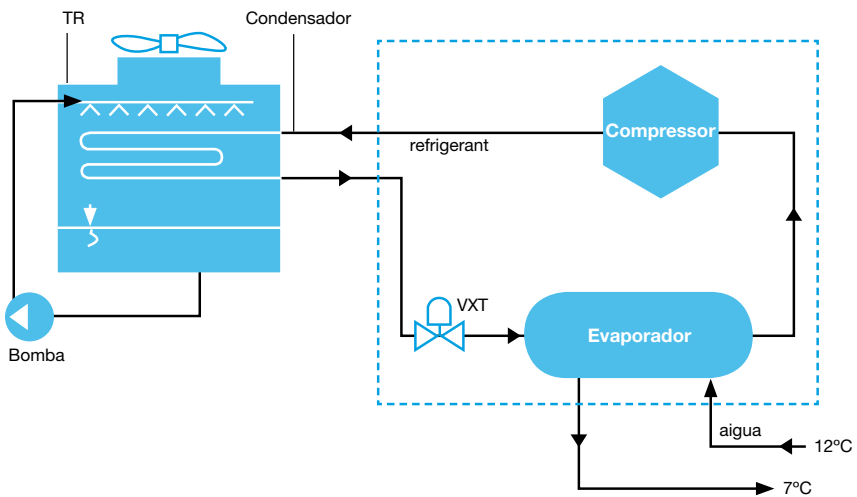 TR
Condensador
Compressor
refrigerant
VXT
Evaporador
Bomba
aigua
12ºC
7ºC